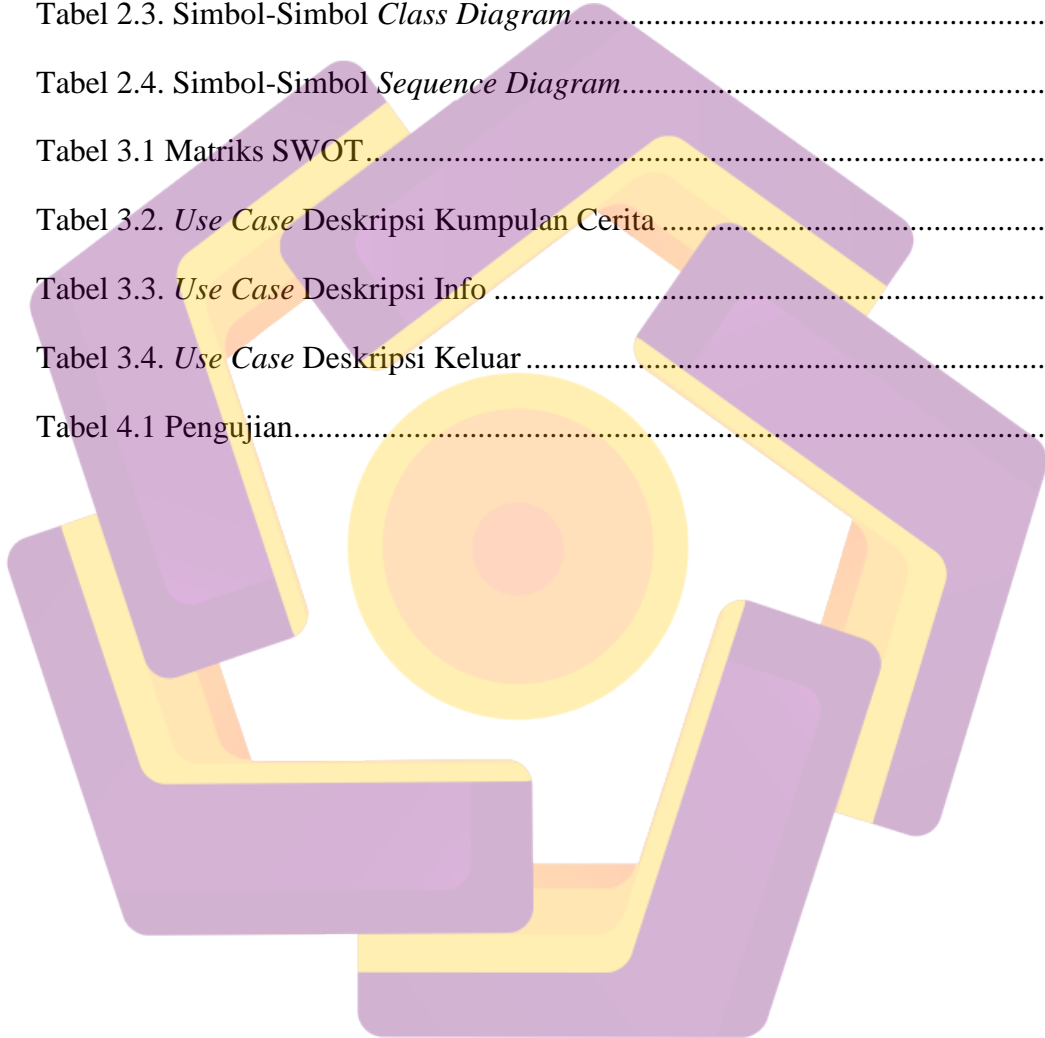 Tabel 2.3. Simbol-Simbol Class Diagram..................................................
Tabel 2.4. Simbol-Simbol Sequence Diagram............................................
Tabel 3.1 Matriks SWOT........................................................................
Tabel 3.2. Use Case Deskripsi Kumpulan Cerita ........................................
Tabel 3.3. Use Case Deskripsi Info ..........................................................
Tabel 3.4. Use Case Deskripsi Keluar ......................................................
Tabel 4.1 Pengujian...............................................................................